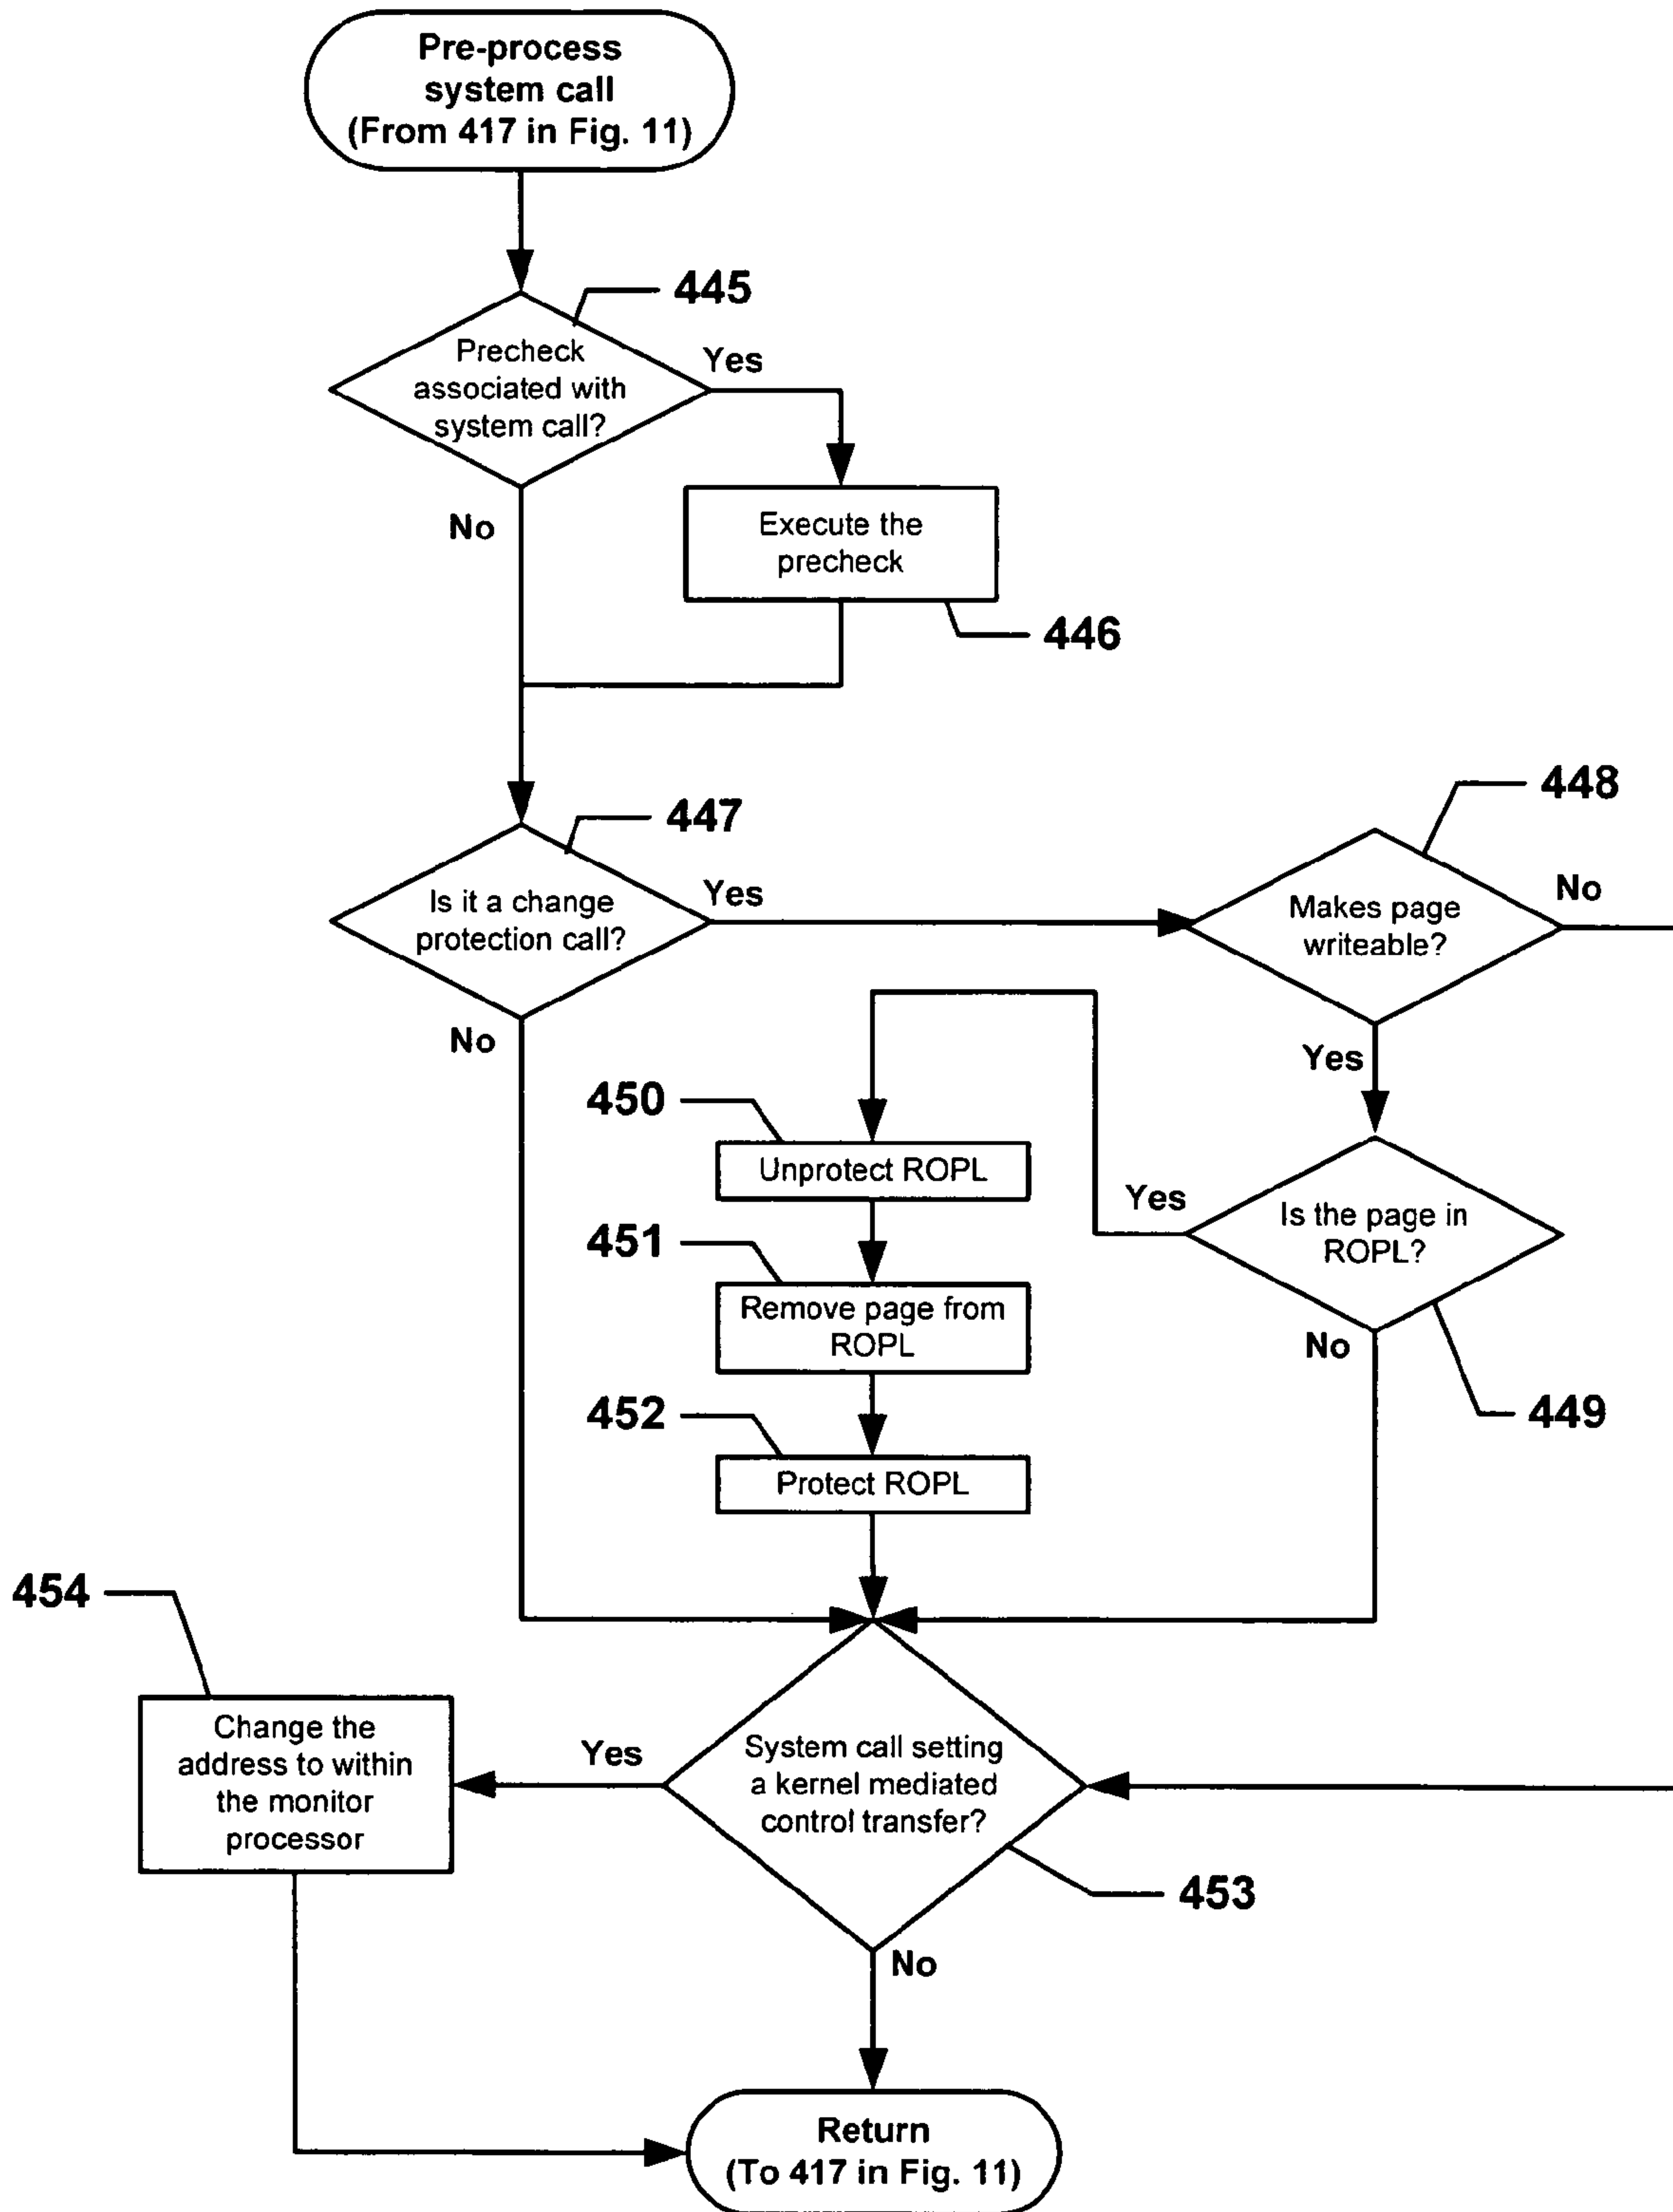 Pre-process
system call
(From 417 in Fig. 11)
445
Precheck
associated with
system call?
Yes
No
Execute the
precheck
446
447
Is it a change
protection call?
Yes
No
448
Makes page
writeable?
No
Yes
449
Is the page in
ROPL?
Yes
No
450
Unprotect ROPL
451
Remove page from
ROPL
452
Protect ROPL
453
System call setting
a kernel mediated
control transfer?
Yes
No
454
Change the
address to within
the monitor
processor
Return
(To 417 in Fig. 11)